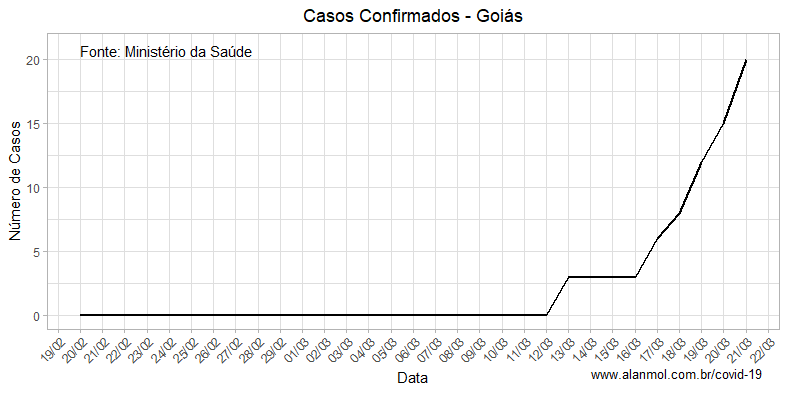 Casos Confirmados - Goiás
Fonte: Ministério da Saúde
Número de Casos
20
15
10
5
0
19/02 20/02 21/02 22/02 23/02 24/02 25/02 26/02 27/02 28/02 29/02 01/03 02/03 03/03 04/03 05/03 06/03 07/03 08/03 09/03 10/03 11/03 12/03 13/03 14/03 15/03 16/03 17/03 18/03 19/03 20/03 21/03 22/03
Data
www.alanmol.com.br/covid-19